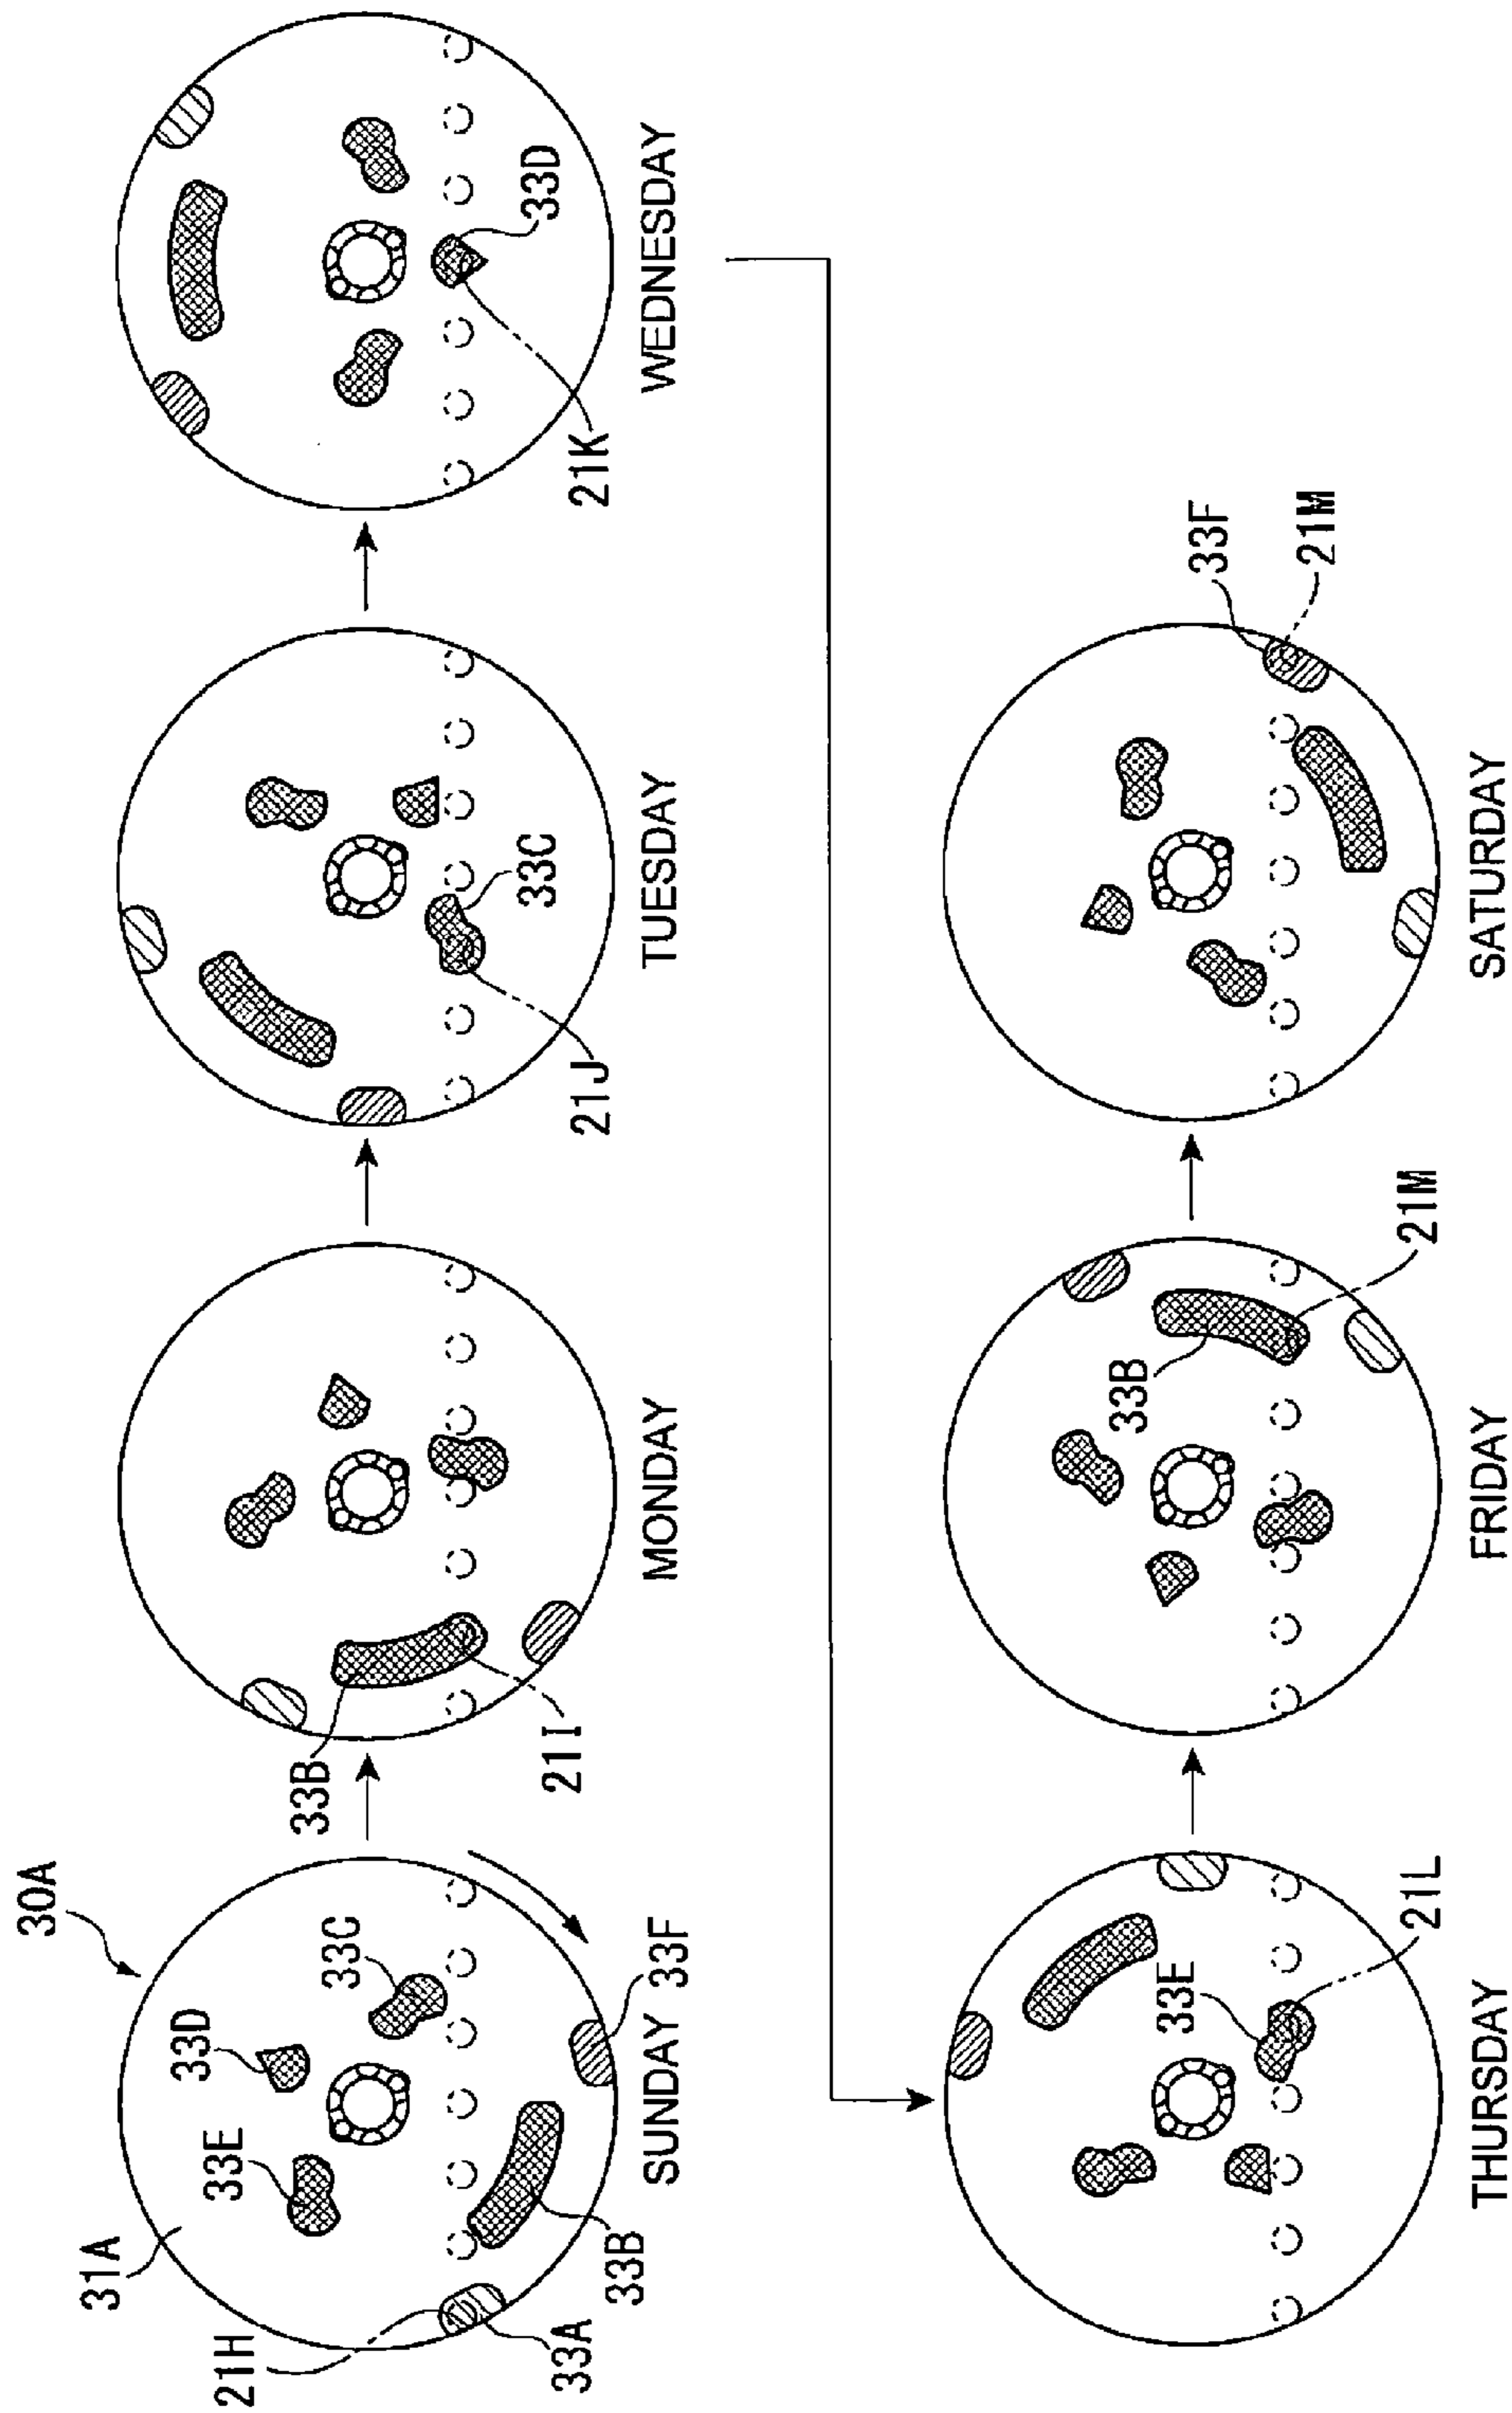 30A
31A
33E
33D
33C
21H
33A
33B
33F
SUNDAY
33B
21I
MONDAY
33C
21J
TUESDAY
33D
21K
WEDNESDAY
33E
21L
THURSDAY
33B
21M
FRIDAY
33F
21M
SATURDAY